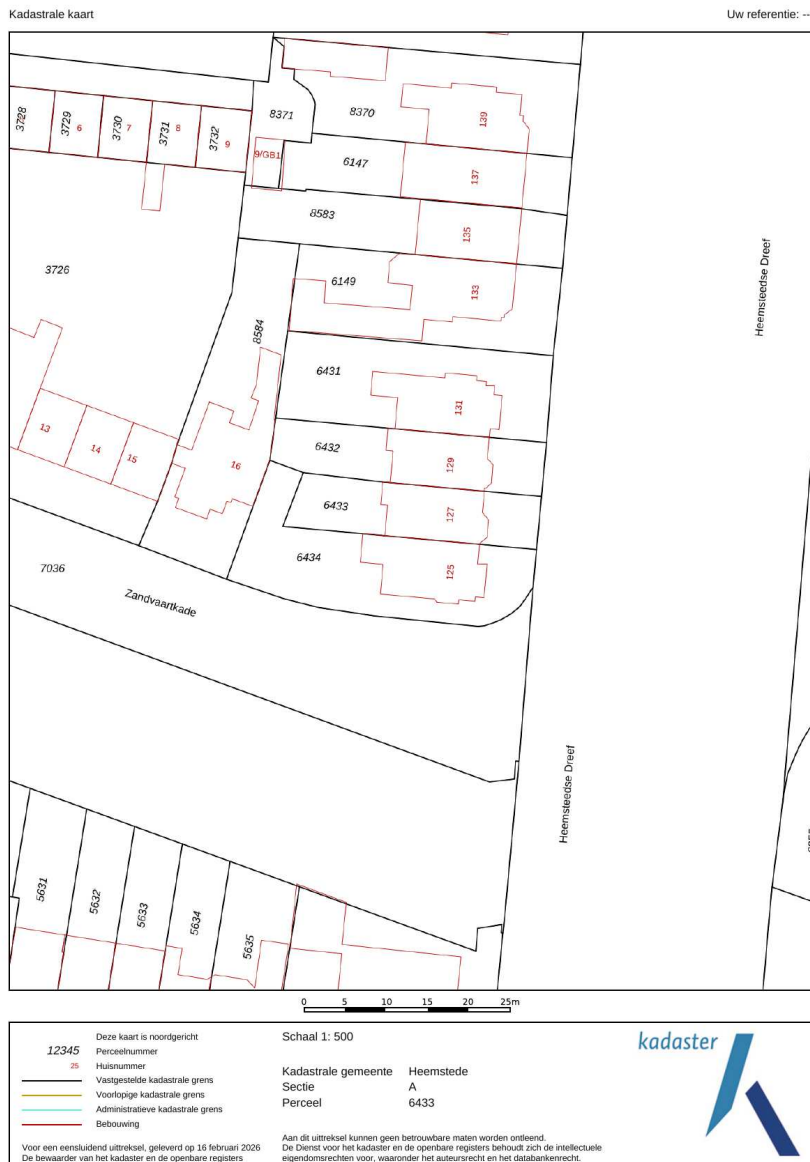 Kadastrale kaart
Uw referentie: --
3728
3729
6
3730
7
3731
8
3732
9
8371
9/GB1
8370
139
6147
137
8583
135
3726
6149
133
8584
Heemsteedse Dreef
6431
131
13
14
15
16
6432
129
6433
127
6434
125
7036
Zandvaartkade
Heemsteedse Dreef
5631
5632
5633
5634
5635
0 5 10 15 20 25m
Deze kaart is noordgericht
12345 Perceelnummer
25 Huisnummer
Vastgestelde kadastrale grens
Voorlopige kadastrale grens
Administratieve kadastrale grens
Bebouwing
Voor een eensluidend uittreksel, geleverd op 16 februari 2026
De bewaarder van het kadaster en de openbare registers
Schaal 1: 500
Kadastrale gemeente Heemstede
Sectie A
Perceel 6433
Aan dit uittreksel kunnen geen betrouwbare maten worden ontleend.
De Dienst voor het kadaster en de openbare registers behoudt zich de intellectuele
eigendomsrechten voor, waaronder het auteursrecht en het databankenrecht.
kadaster